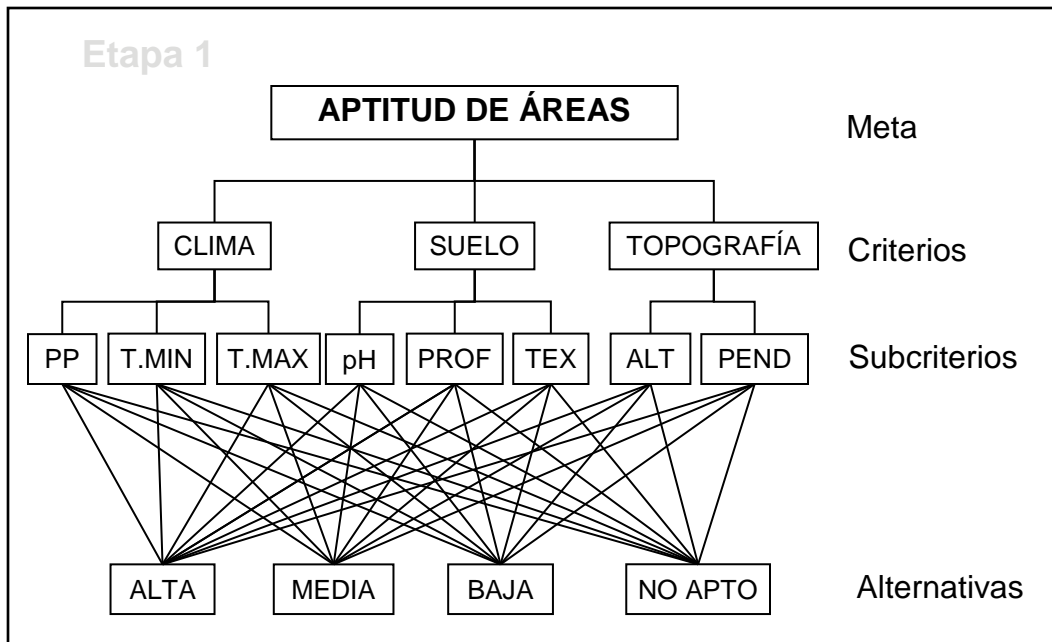 Etapa 1
APTITUD DE ÁREAS
Meta
CLIMA
SUELO
TOPOGRAFÍA
Criterios
PP
T.MIN
T.MAX
pH
PROF
TEX
ALT
PEND
Subcriterios
ALTA
MEDIA
BAJA
NO APTO
Alternativas